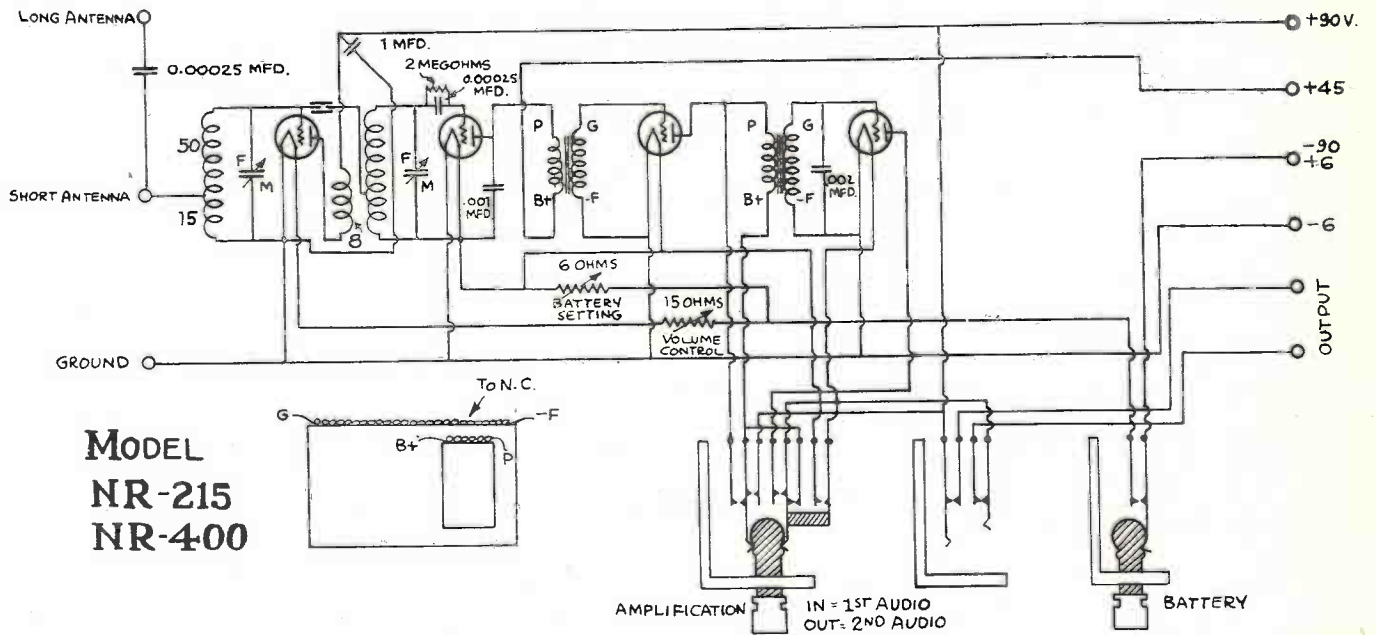 LONG ANTENNA
0.00025 MFD.
SHORT ANTENNA
50
15
F
M
1 MFD.
2 MEGOHMS
0.00025
MFD.
8
F
M
.001
MFD.
P
B+
G
-F
P
B+
G
-F
.002
MFD.
+90V.
+45
-90
+6
-6
OUTPUT
6 OHMS
BATTERY
SETTING
15 OHMS
VOLUME
CONTROL
GROUND
TO N.C.
G
-F
B+
P
MODEL
NR-215
NR-400
AMPLIFICATION
IN = 1ST AUDIO
OUT = 2ND AUDIO
BATTERY